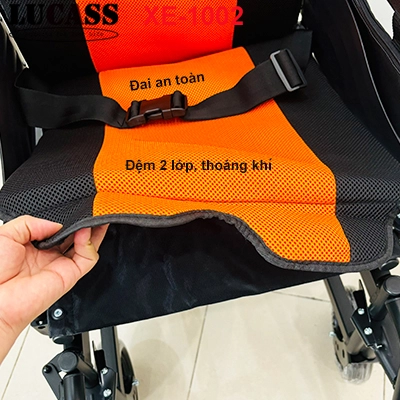 LUCASS XE-1002
Đai an toàn
Đệm 2 lớp, thoáng khí